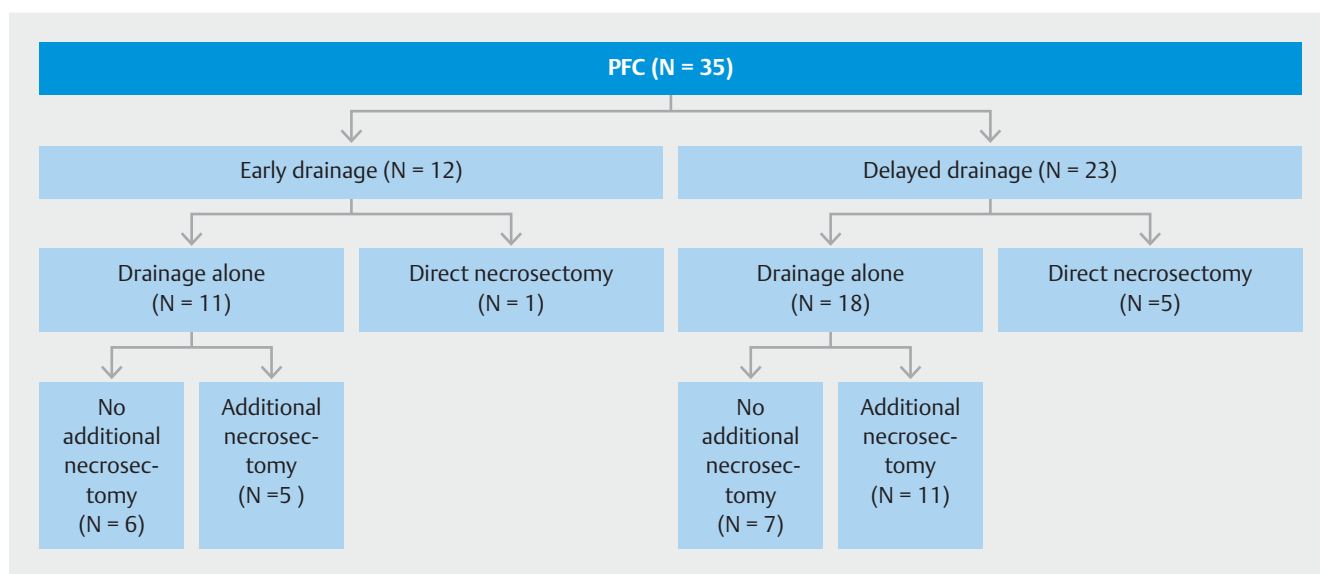 PFC (N = 35)
Early drainage (N = 12)
Delayed drainage (N = 23)
Drainage alone
(N = 11)
Direct necrosectomy
(N = 1)
Drainage alone
(N = 18)
Direct necrosectomy
(N =5)
No
additional
necrosec-
tomy
(N = 6)
Additional
necrosec-
tomy
(N =5 )
No
additional
necrosec-
tomy
(N = 7)
Additional
necrosec-
tomy
(N = 11)